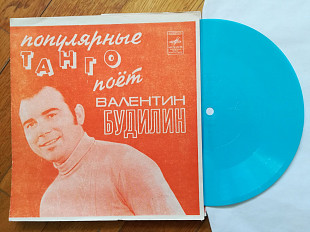 популярные
ТАНГО
поёт
ВАЛЕНТИН
БУДИЛИН